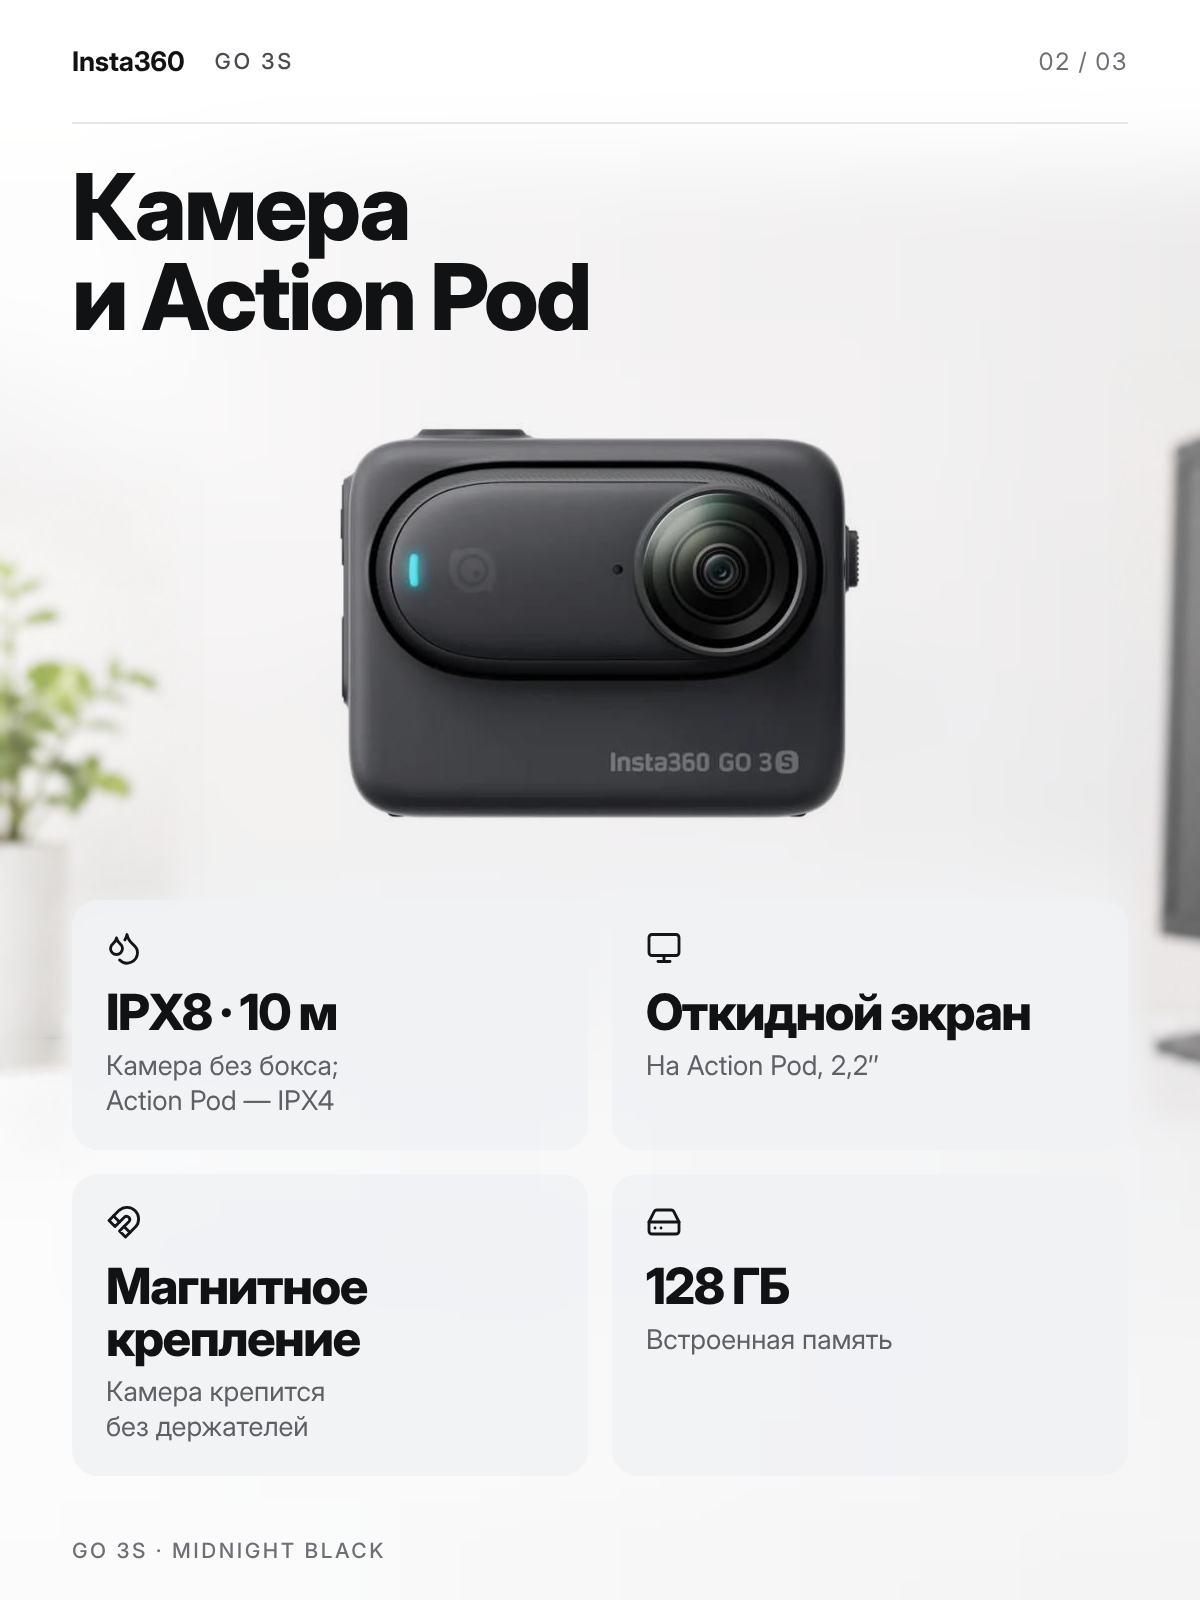 Insta360 GO 3S 02 / 03
Камера
и Action Pod
Insta360 GO 3S
IPX8 · 10 м
Камера без бокса;
Action Pod — IPX4
Откидной экран
На Action Pod, 2,2″
Магнитное
крепление
Камера крепится
без держателей
128 ГБ
Встроенная память
GO 3S · MIDNIGHT BLACK